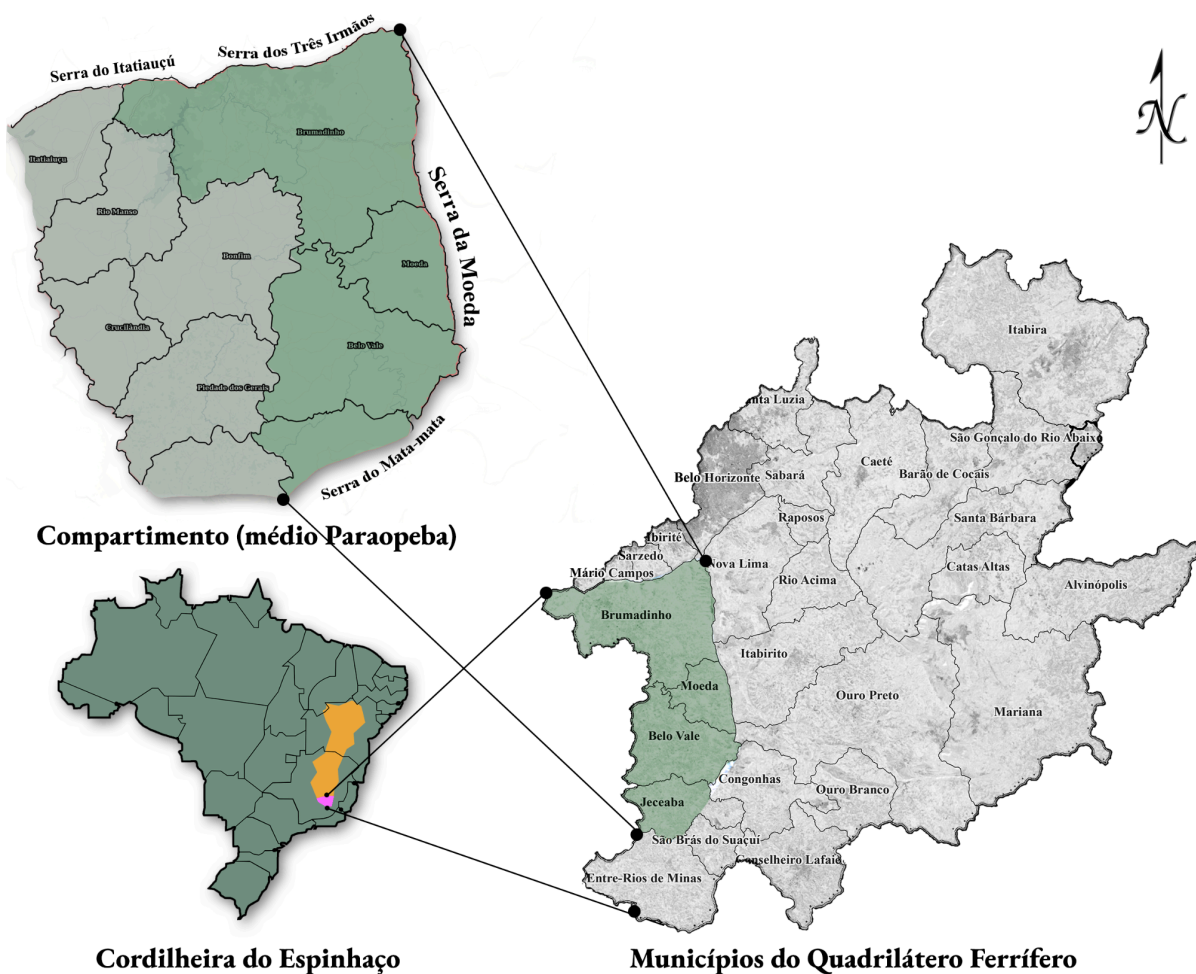 Serra do Itatiauçú
Serra dos Três Irmãos
Brumadinho
Itatiaiuçu
Rio Manso
Serra da Moeda
Bonfim
Moeda
Crucilândia
Belo Vale
Piedade dos Gerais
Serra do Mata-mata
Compartimento (médio Paraopeba)
N
Itabira
nta Luzia
São Gonçalo do Rio Abaixo
Caeté
Belo Horizonte
Sabará
Barão de Cocais
Raposos
Santa Bárbara
Ibirité
Sarzedo
Nova Lima
Mário Campos
Rio Acima
Catas Altas
Alvinópolis
Brumadinho
Itabirito
Moeda
Ouro Preto
Mariana
Belo Vale
Congonhas
Ouro Branco
Jeceaba
São Brás do Suaçuí
Conselheiro Lafaie
Entre-Rios de Minas
Cordilheira do Espinhaço
Municípios do Quadrilátero Ferrífero